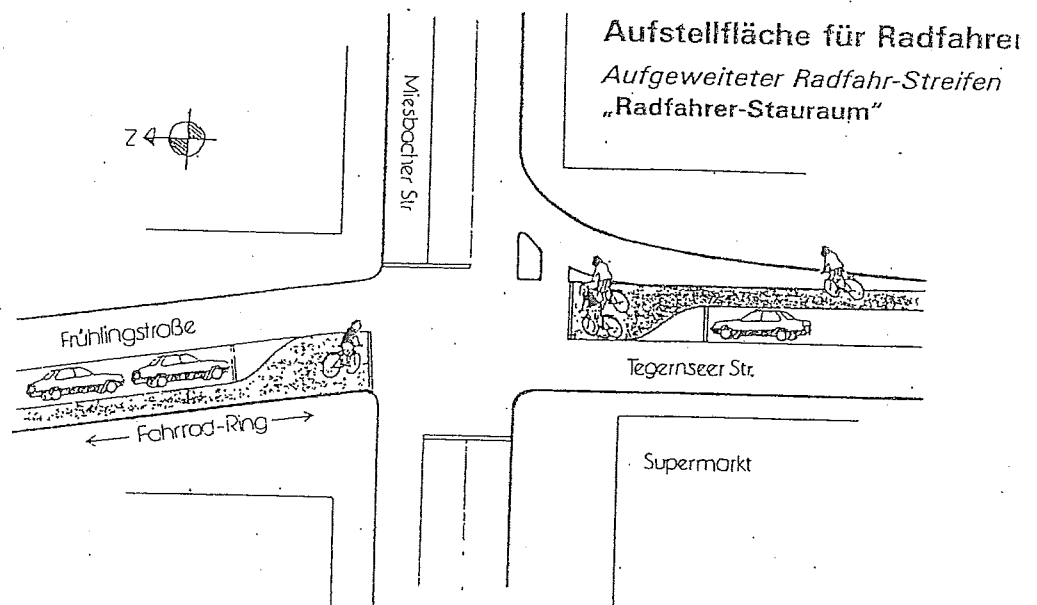 Aufstellfläche für Radfahrer
Aufgeweiteter Radfahr-Streifen
„Radfahrer-Stauraum"
Miesbacher Str
N
Frühlingstraße
Tegernseer Str.
Fahrrad-Ring
Supermarkt